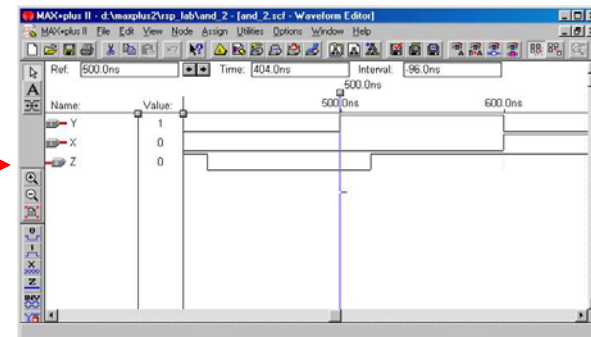 MAX+plus II - d:\maxplus2\rsp_lab\and_2 - [and_2.scf - Waveform Editor]
MAX+plus II File Edit View Node Assign Utilities Options Window Help
Ref: 500.0ns Time: 404.0ns Interval: -96.0ns
500.0ns
Name: Value: 500.0ns 600.0ns
Y 1
X 0
Z 0